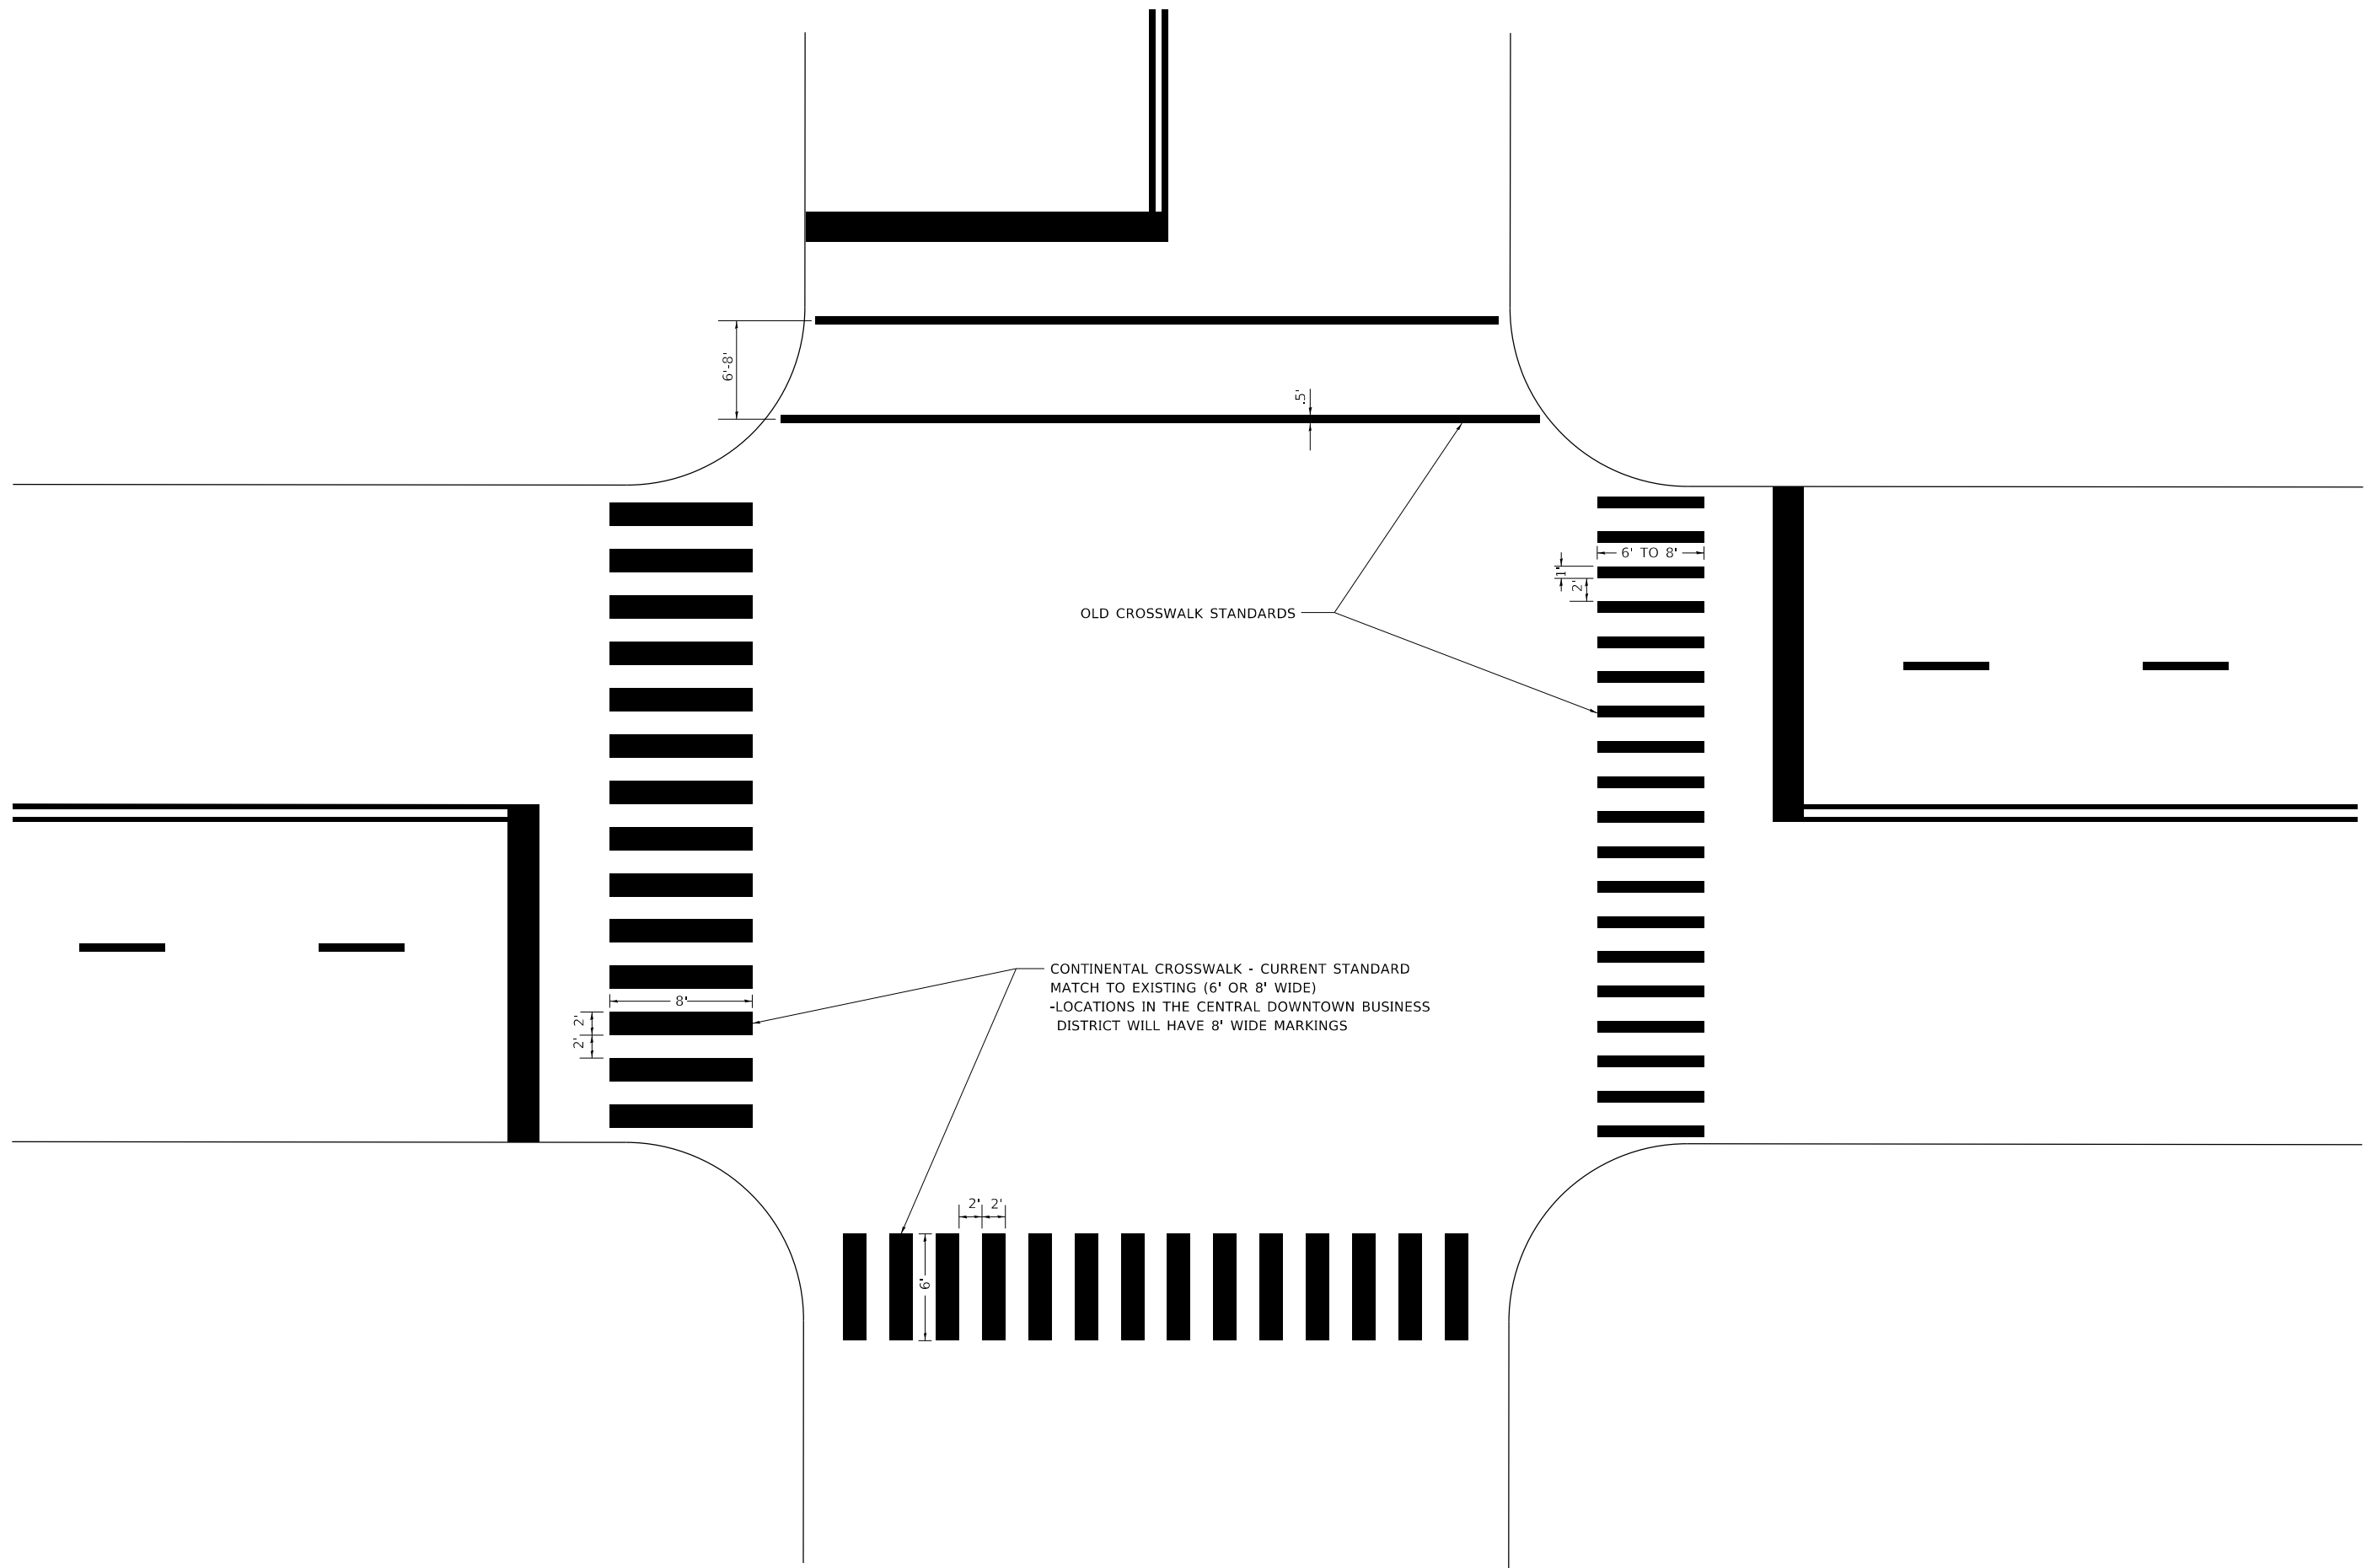 6'-8'
.5'
6' TO 8'
1'
2'
OLD CROSSWALK STANDARDS
CONTINENTAL CROSSWALK - CURRENT STANDARD
MATCH TO EXISTING (6' OR 8' WIDE)
-LOCATIONS IN THE CENTRAL DOWNTOWN BUSINESS
DISTRICT WILL HAVE 8' WIDE MARKINGS
8'
2'
2'
2' 2'
6'